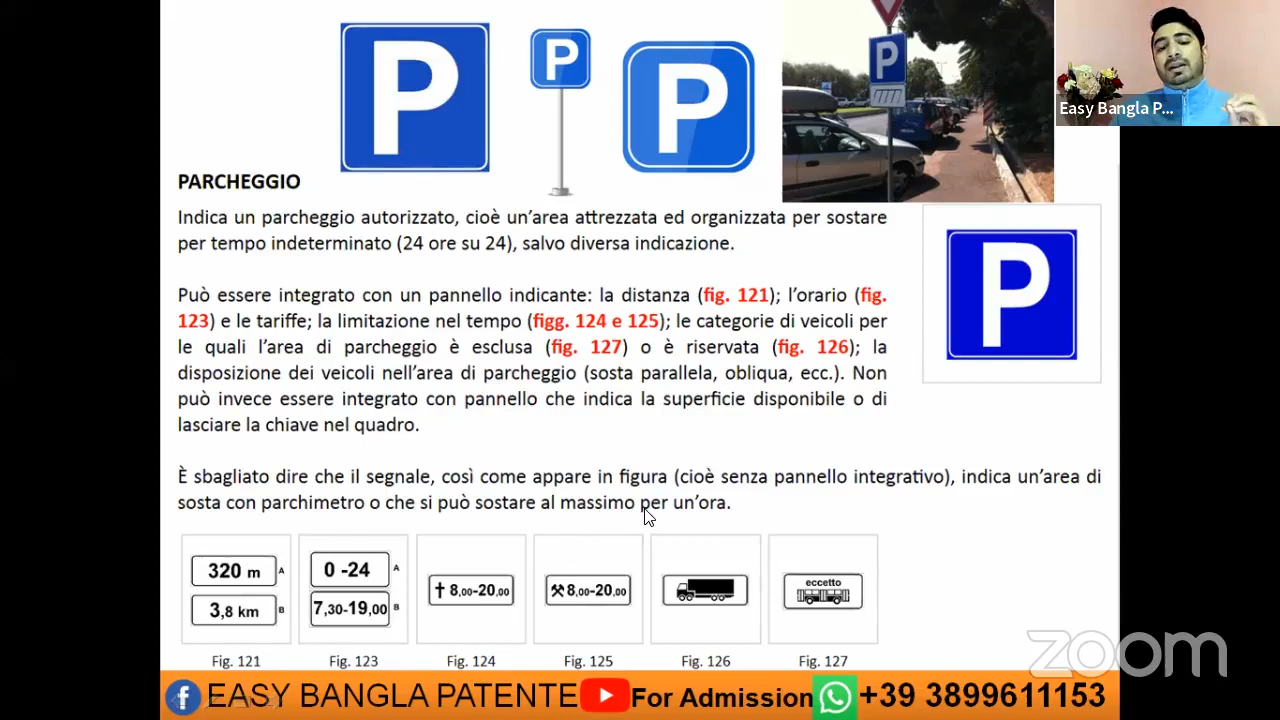 P
P
P
P
Easy Bangla P...
PARCHEGGIO
Indica un parcheggio autorizzato, cioè un'area attrezzata ed organizzata per sostare
per tempo indeterminato (24 ore su 24), salvo diversa indicazione.
Può essere integrato con un pannello indicante: la distanza (fig. 121); l'orario (fig.
123) e le tariffe; la limitazione nel tempo (figg. 124 e 125); le categorie di veicoli per
le quali l'area di parcheggio è esclusa (fig. 127) o è riservata (fig. 126); la
disposizione dei veicoli nell'area di parcheggio (sosta parallela, obliqua, ecc.). Non
può invece essere integrato con pannello che indica la superficie disponibile o di
lasciare la chiave nel quadro.
P
È sbagliato dire che il segnale, così come appare in figura (cioè senza pannello integrativo), indica un'area di
sosta con parchimetro o che si può sostare al massimo per un'ora.
320 m A
3,8 km B
0 -24 A
7,30-19,00 B
† 8,00-20,00
⚒ 8,00-20,00
eccetto
Fig. 121 Fig. 123 Fig. 124 Fig. 125 Fig. 126 Fig. 127
zoom
EASY BANGLA PATENTE For Admission +39 3899611153